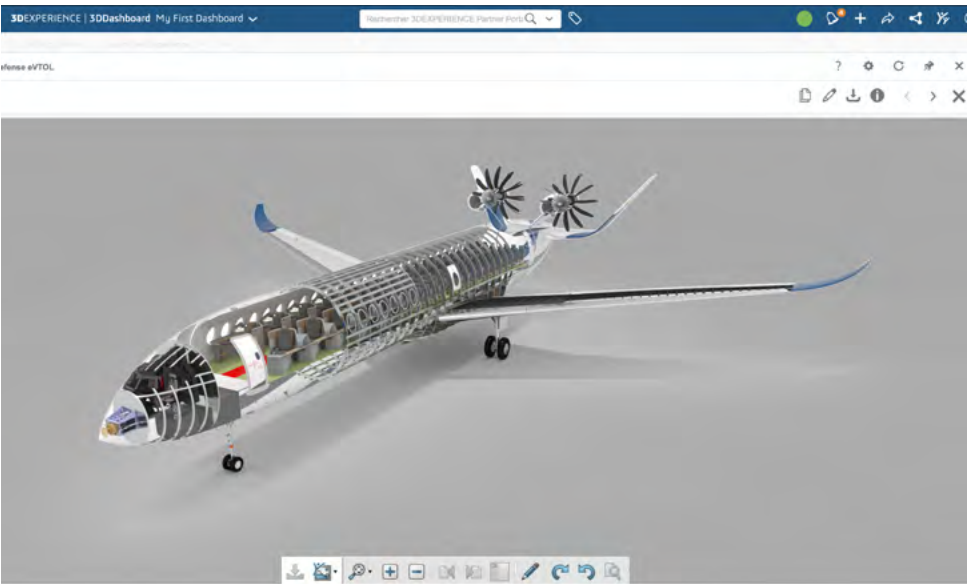 3DEXPERIENCE | 3DDashboard My First Dashboard
Rechercher 3DEXPERIENCE Partner Port
efense eVTOL